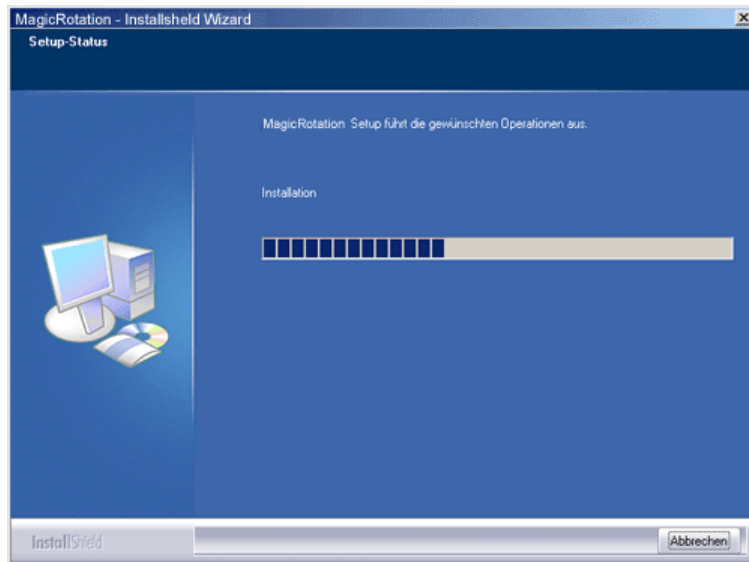 MagicRotation - Installsheld Wizard
Setup-Status
MagicRotation Setup führt die gewünschten Operationen aus.
Installation
InstallShield
Abbrechen